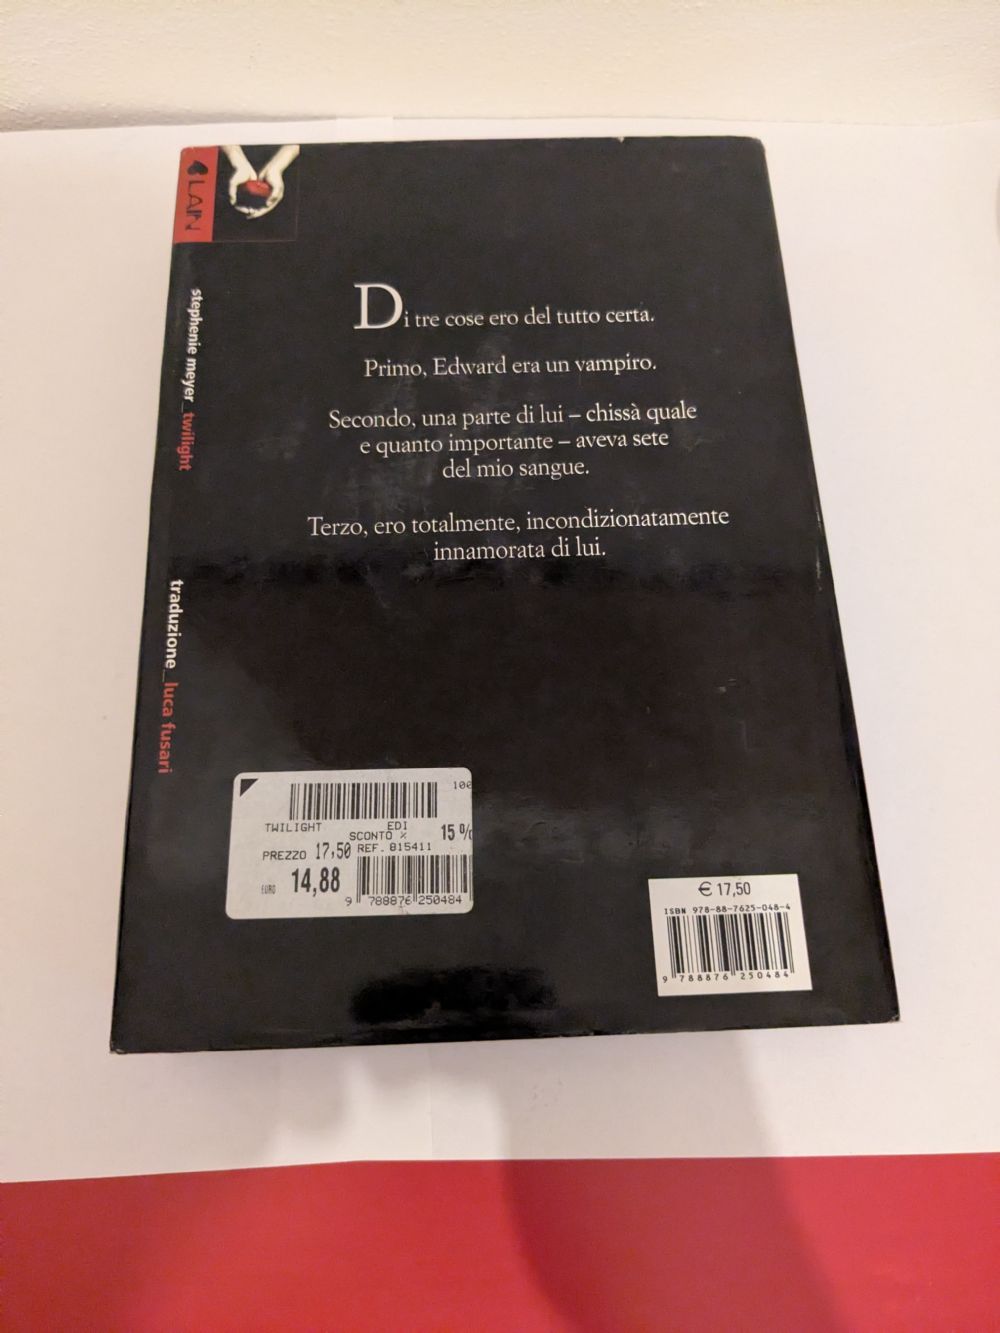 LAIN
stephenie meyer_twilight
traduzione_luca fusari
Di tre cose ero del tutto certa.
Primo, Edward era un vampiro.
Secondo, una parte di lui – chissà quale
e quanto importante – aveva sete
del mio sangue.
Terzo, ero totalmente, incondizionatamente
innamorata di lui.
100
TWILIGHT EDI
SCONTO % 15%
PREZZO 17,50 REF. 815411
EURO 14,88
9 788876 250484
€ 17,50
ISBN 978-88-7625-048-4
9 788876 250484